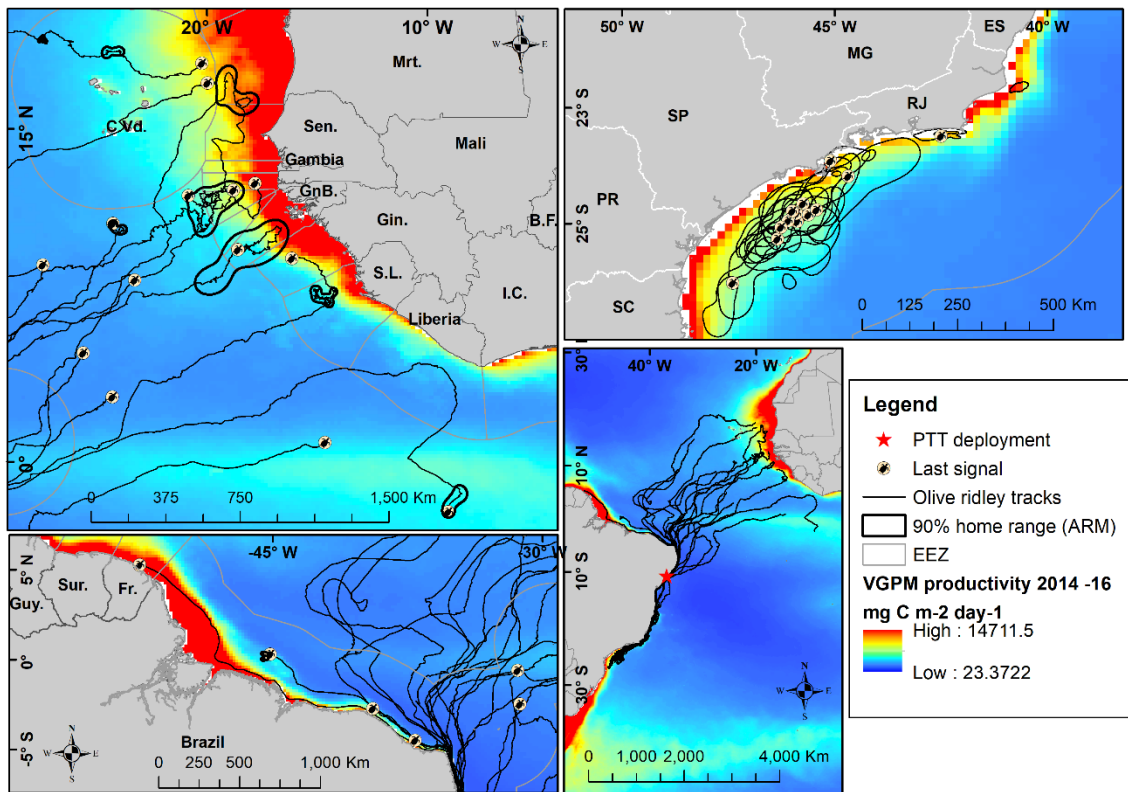 20° W
10° W
N
W
E
S
Mrt.
15° N
C.Vd.
Sen.
Mali
Gambia
GnB.
Gin.
B.F.
S.L.
I.C.
Liberia
0°
0
375
750
1,500 Km
50° W
45° W
40° W
ES
MG
23°S
SP
RJ
PR
25°S
SC
0
125
250
500 Km
-45° W
-30° W
5°N
Sur.
Fr.
Guy.
0°
-5°S
N
W
E
S
Brazil
0
250
500
1,000 Km
30° N
40° W
20° W
10° N
10°S
30°S
N
W
E
S
0
1,000
2,000
4,000 Km
Legend
PTT deployment
Last signal
Olive ridley tracks
90% home range (ARM)
EEZ
VGPM productivity 2014 -16
mg C m-2 day-1
High : 14711.5
Low : 23.3722